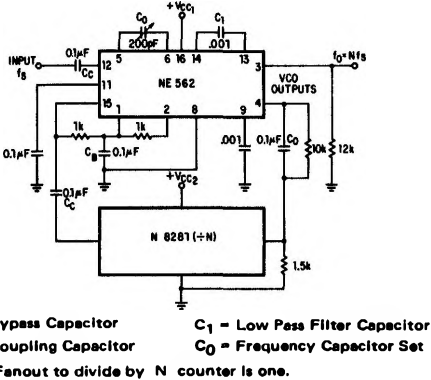 +VCC1
C0
C1
200pF
.001
5
6
16
14
13
INPUT
fS
0.1µF
CC
12
NE 562
3
f0=NfS
11
VCO
OUTPUTS
15
4
1
2
8
9
1k
1k
0.1µF
CB
0.1µF
.001
0.1µF
C0
10k
12k
0.1µF
CC
+VCC2
N 8281 (÷N)
1.5k
ypass Capacitor
C1 = Low Pass Filter Capacitor
oupling Capacitor
C0 = Frequency Capacitor Set
Fanout to divide by N counter is one.